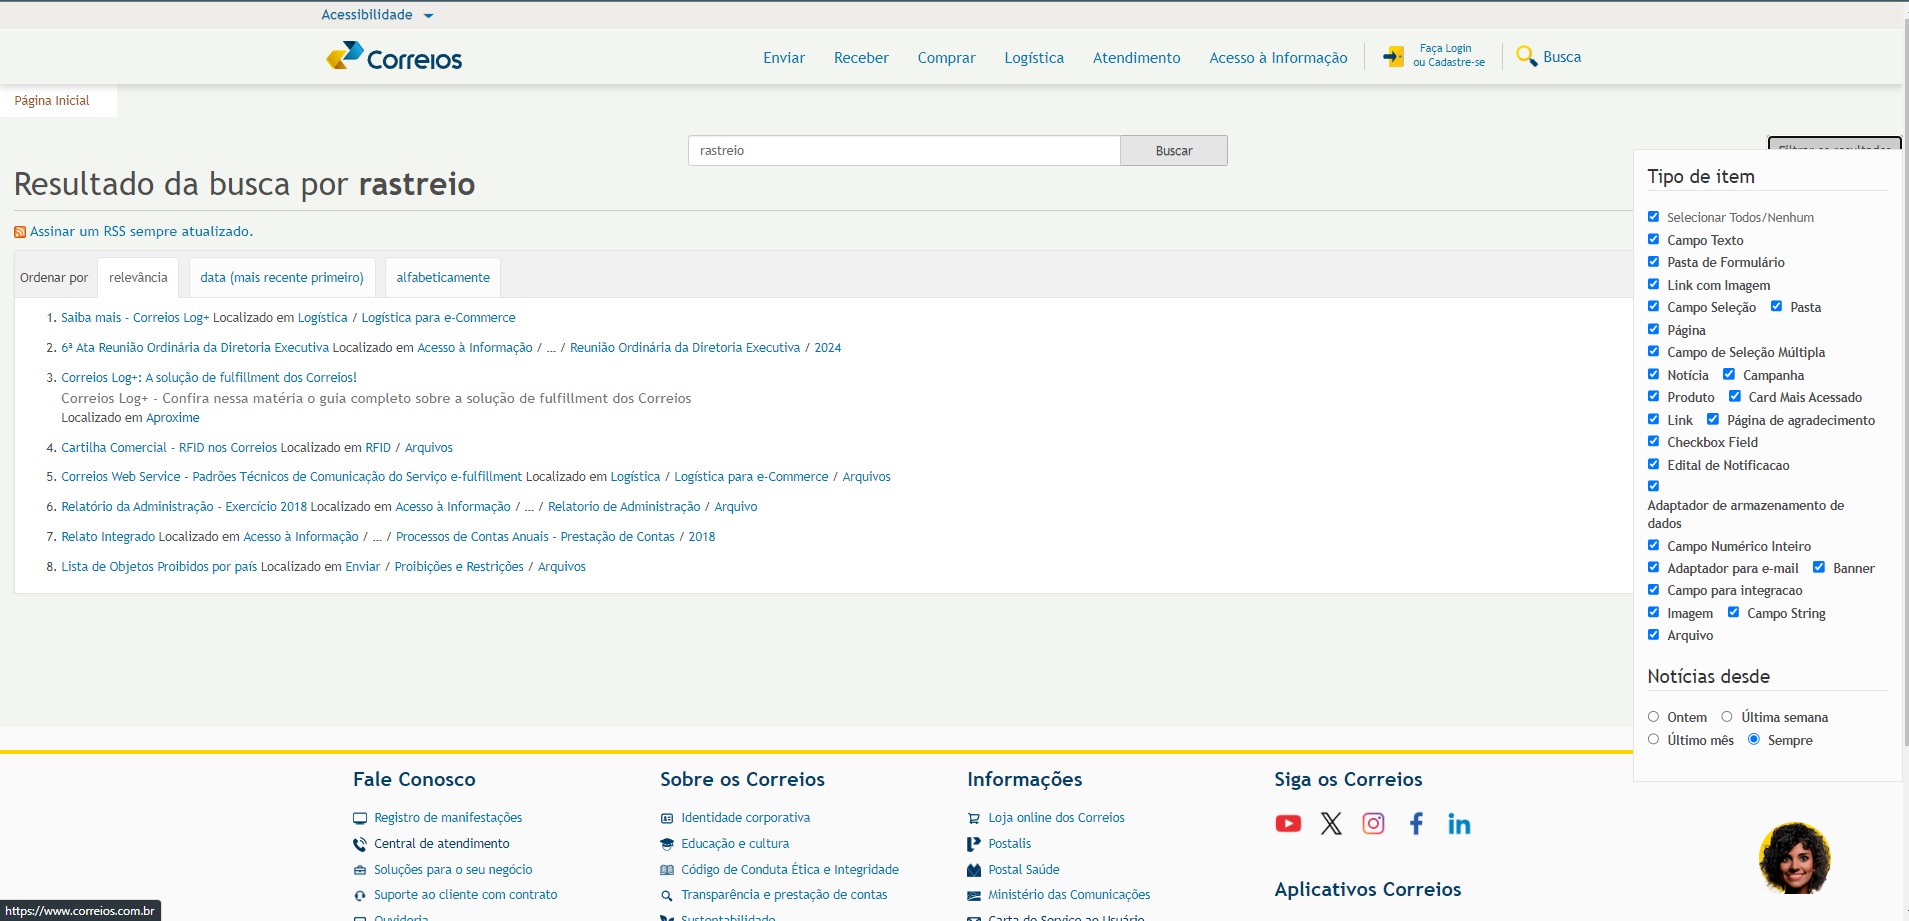 Acessibilidade
Correios
Enviar Receber Comprar Logística Atendimento Acesso à Informação
Faça Login
ou Cadastre-se
Busca
Página Inicial
rastreio
Buscar
Filtrar os resultados
Resultado da busca por rastreio
Assinar um RSS sempre atualizado.
Ordenar por relevância data (mais recente primeiro) alfabeticamente
1. Saiba mais - Correios Log+ Localizado em Logística / Logística para e-Commerce
2. 6ª Ata Reunião Ordinária da Diretoria Executiva Localizado em Acesso à Informação / … / Reunião Ordinária da Diretoria Executiva / 2024
3. Correios Log+: A solução de fulfillment dos Correios!
Correios Log+ - Confira nessa matéria o guia completo sobre a solução de fulfillment dos Correios
Localizado em Aproxime
4. Cartilha Comercial - RFID nos Correios Localizado em RFID / Arquivos
5. Correios Web Service - Padrões Técnicos de Comunicação do Serviço e-fulfillment Localizado em Logística / Logística para e-Commerce / Arquivos
6. Relatório da Administração - Exercício 2018 Localizado em Acesso à Informação / … / Relatorio de Administração / Arquivo
7. Relato Integrado Localizado em Acesso à Informação / … / Processos de Contas Anuais - Prestação de Contas / 2018
8. Lista de Objetos Proibidos por país Localizado em Enviar / Proibições e Restrições / Arquivos
Tipo de item
Selecionar Todos/Nenhum
Campo Texto
Pasta de Formulário
Link com Imagem
Campo Seleção Pasta
Página
Campo de Seleção Múltipla
Notícia Campanha
Produto Card Mais Acessado
Link Página de agradecimento
Checkbox Field
Edital de Notificacao
Adaptador de armazenamento de
dados
Campo Numérico Inteiro
Adaptador para e-mail Banner
Campo para integracao
Imagem Campo String
Arquivo
Notícias desde
Ontem Última semana
Último mês Sempre
Fale Conosco
Registro de manifestações
Central de atendimento
Soluções para o seu negócio
Suporte ao cliente com contrato
Ouvidoria
Sobre os Correios
Identidade corporativa
Educação e cultura
Código de Conduta Ética e Integridade
Transparência e prestação de contas
Sustentabilidade
Informações
Loja online dos Correios
Postalis
Postal Saúde
Ministério das Comunicações
Carta de Serviço ao Usuário
Siga os Correios
Aplicativos Correios
https://www.correios.com.br